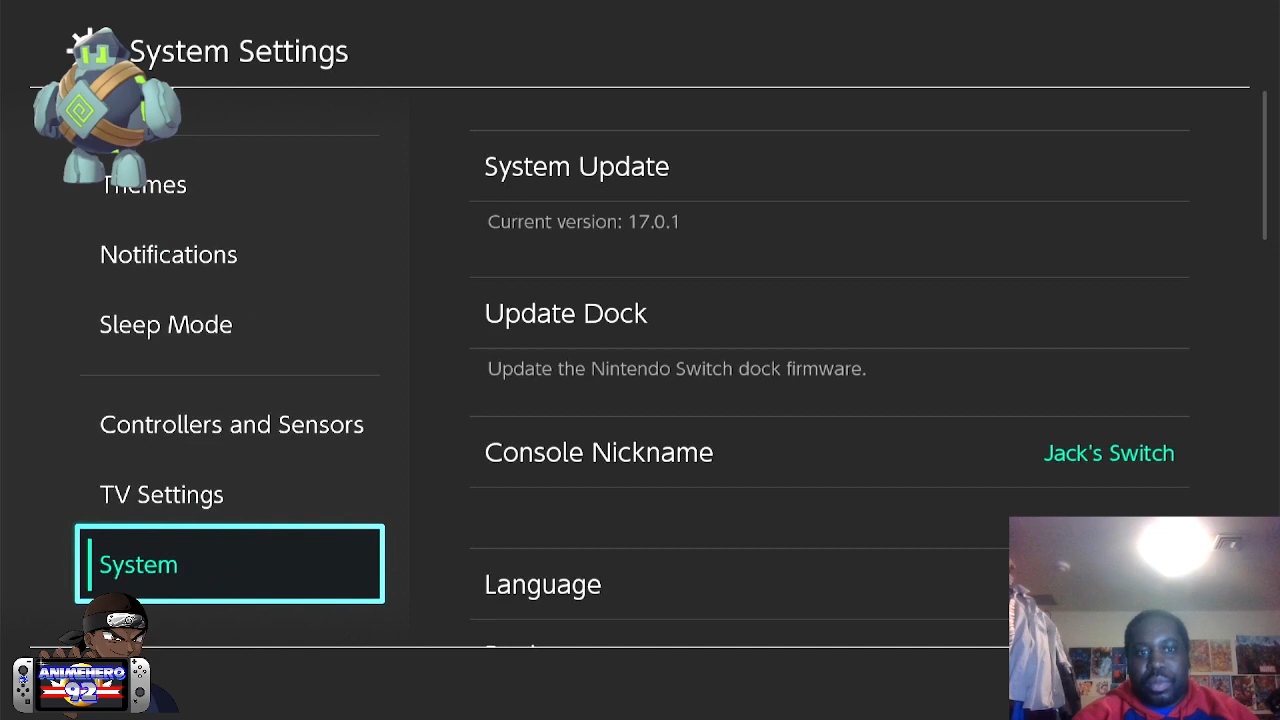 System Settings
Themes
Notifications
Sleep Mode
Controllers and Sensors
TV Settings
System
System Update
Current version: 17.0.1
Update Dock
Update the Nintendo Switch dock firmware.
Console Nickname
Jack's Switch
Language
ANIMEHERO
92